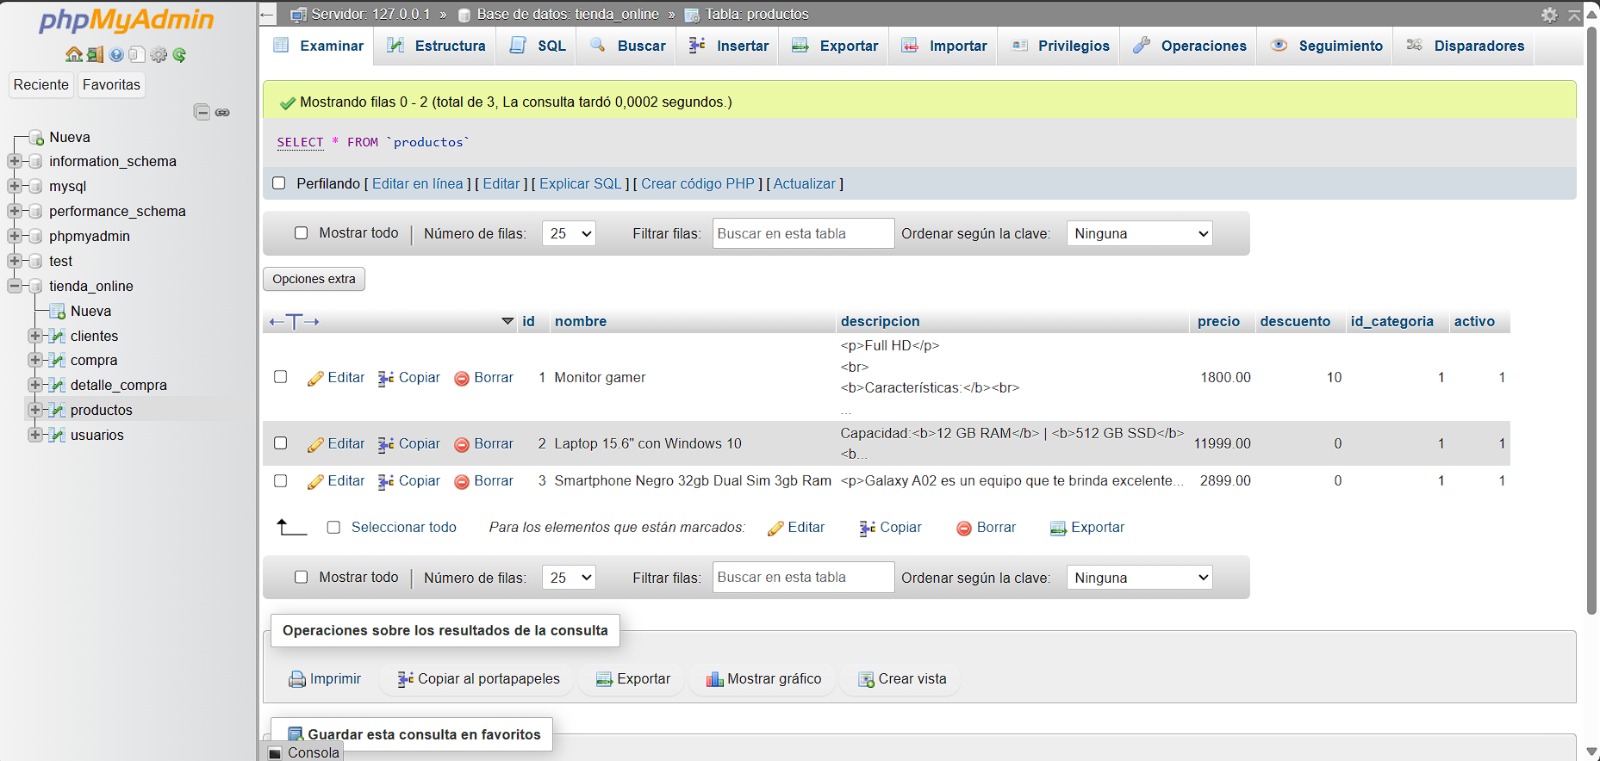 phpMyAdmin
Reciente Favoritas
Nueva
information_schema
mysql
performance_schema
phpmyadmin
test
tienda_online
Nueva
clientes
compra
detalle_compra
productos
usuarios
Servidor: 127.0.0.1 » Base de datos: tienda_online » Tabla: productos
Examinar Estructura SQL Buscar Insertar Exportar Importar Privilegios Operaciones Seguimiento Disparadores
Mostrando filas 0 - 2 (total de 3, La consulta tardó 0,0002 segundos.)
SELECT * FROM `productos`
Perfilando [ Editar en línea ] [ Editar ] [ Explicar SQL ] [ Crear código PHP ] [ Actualizar ]
Mostrar todo | Número de filas: 25 Filtrar filas: Buscar en esta tabla Ordenar según la clave: Ninguna
Opciones extra
←T→ id nombre descripcion precio descuento id_categoria activo
<p>Full HD</p>
<br>
Editar Copiar Borrar 1 Monitor gamer 1800.00 10 1 1
<b>Características:</b><br>
...
Capacidad:<b>12 GB RAM</b> | <b>512 GB SSD</b>
Editar Copiar Borrar 2 Laptop 15.6" con Windows 10 11999.00 0 1 1
<b...
Editar Copiar Borrar 3 Smartphone Negro 32gb Dual Sim 3gb Ram <p>Galaxy A02 es un equipo que te brinda excelente... 2899.00 0 1 1
Seleccionar todo Para los elementos que están marcados: Editar Copiar Borrar Exportar
Mostrar todo | Número de filas: 25 Filtrar filas: Buscar en esta tabla Ordenar según la clave: Ninguna
Operaciones sobre los resultados de la consulta
Imprimir Copiar al portapapeles Exportar Mostrar gráfico Crear vista
Guardar esta consulta en favoritos
Consola